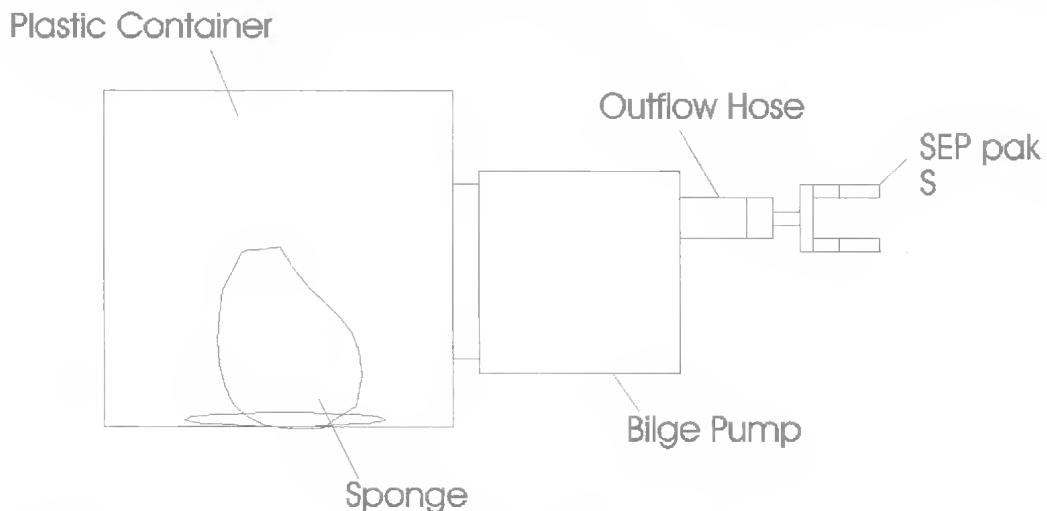 Plastic Container
Outflow Hose
SEP pak
S
Bilge Pump
Sponge